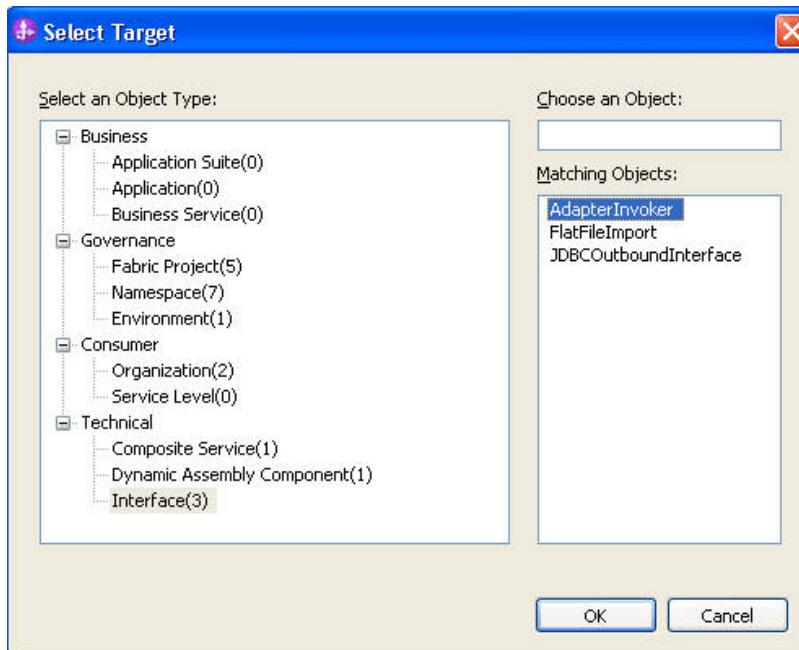 Select Target
Select an Object Type:
Business
Application Suite(0)
Application(0)
Business Service(0)
Governance
Fabric Project(5)
Namespace(7)
Environment(1)
Consumer
Organization(2)
Service Level(0)
Technical
Composite Service(1)
Dynamic Assembly Component(1)
Interface(3)
Choose an Object:
Matching Objects:
AdapterInvoker
FlatFileImport
JDBCOutboundInterface
OK
Cancel